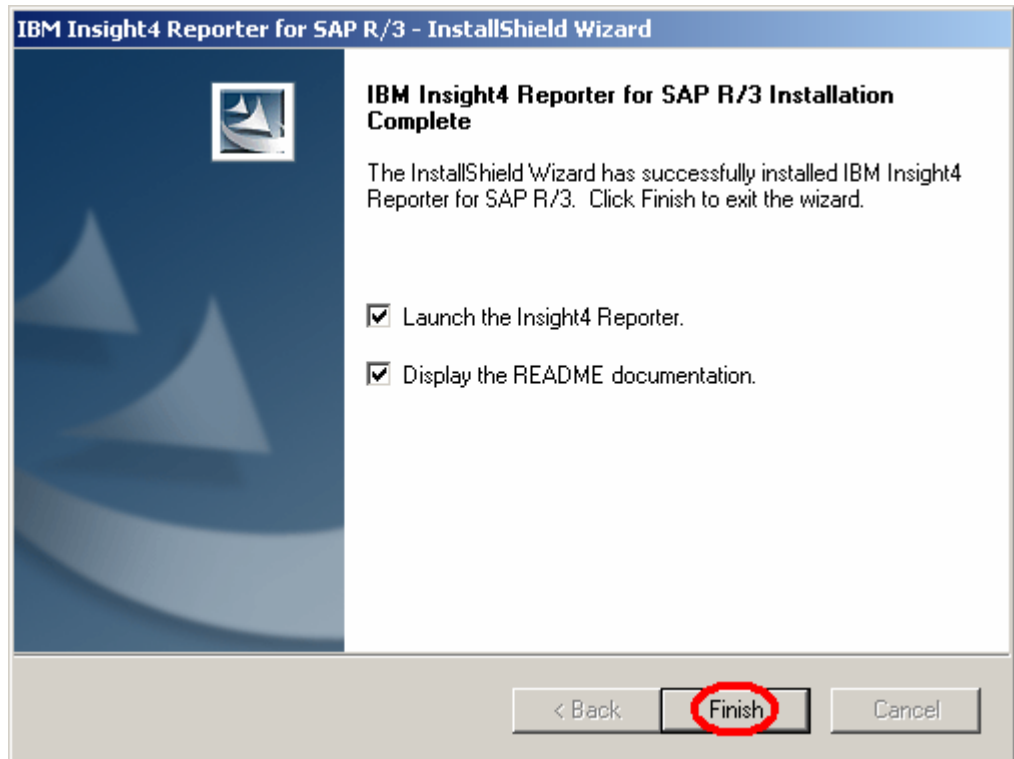 IBM Insight4 Reporter for SAP R/3 - InstallShield Wizard
IBM Insight4 Reporter for SAP R/3 Installation
Complete
The InstallShield Wizard has successfully installed IBM Insight4
Reporter for SAP R/3. Click Finish to exit the wizard.
Launch the Insight4 Reporter.
Display the README documentation.
< Back Finish Cancel